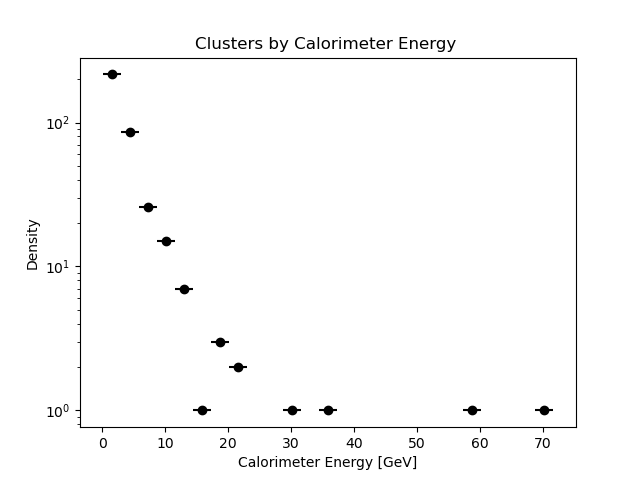 Clusters by Calorimeter Energy
Density
10²
10¹
10⁰
0 10 20 30 40 50 60 70
Calorimeter Energy [GeV]